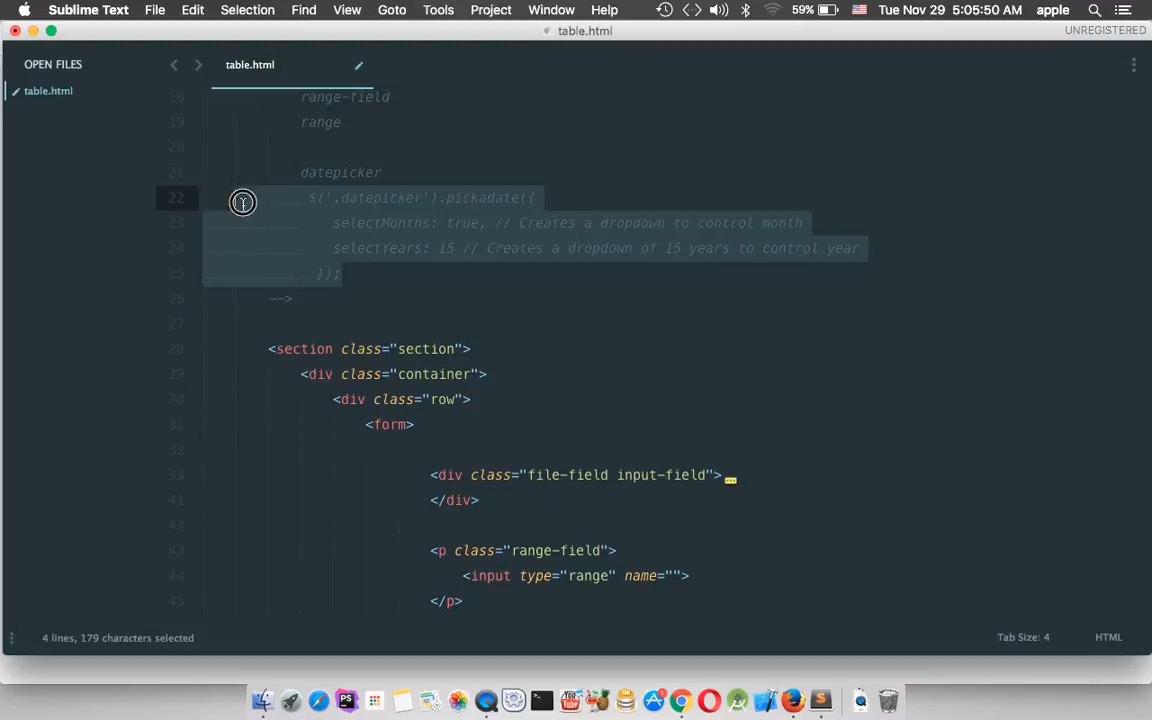 Sublime Text File Edit Selection Find View Goto Tools Project Window Help 59% Tue Nov 29 5:05:50 AM apple
table.html UNREGISTERED
OPEN FILES
table.html
table.html
18 range-field
19 range
20
21 datepicker
22 $('.datepicker').pickadate({
23 selectMonths: true, // Creates a dropdown to control month
24 selectYears: 15 // Creates a dropdown of 15 years to control year
25 });
26 -->
27
28 <section class="section">
29 <div class="container">
30 <div class="row">
31 <form>
32
33 <div class="file-field input-field">
41 </div>
42
43 <p class="range-field">
44 <input type="range" name="">
45 </p>
4 lines, 179 characters selected Tab Size: 4 HTML